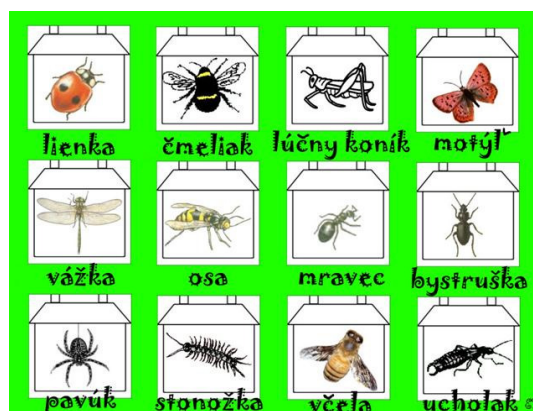 lienka čmeliak lúčny koník motýľ
vážka osa mravec bystruška
pavúk stonožka včela ucholak